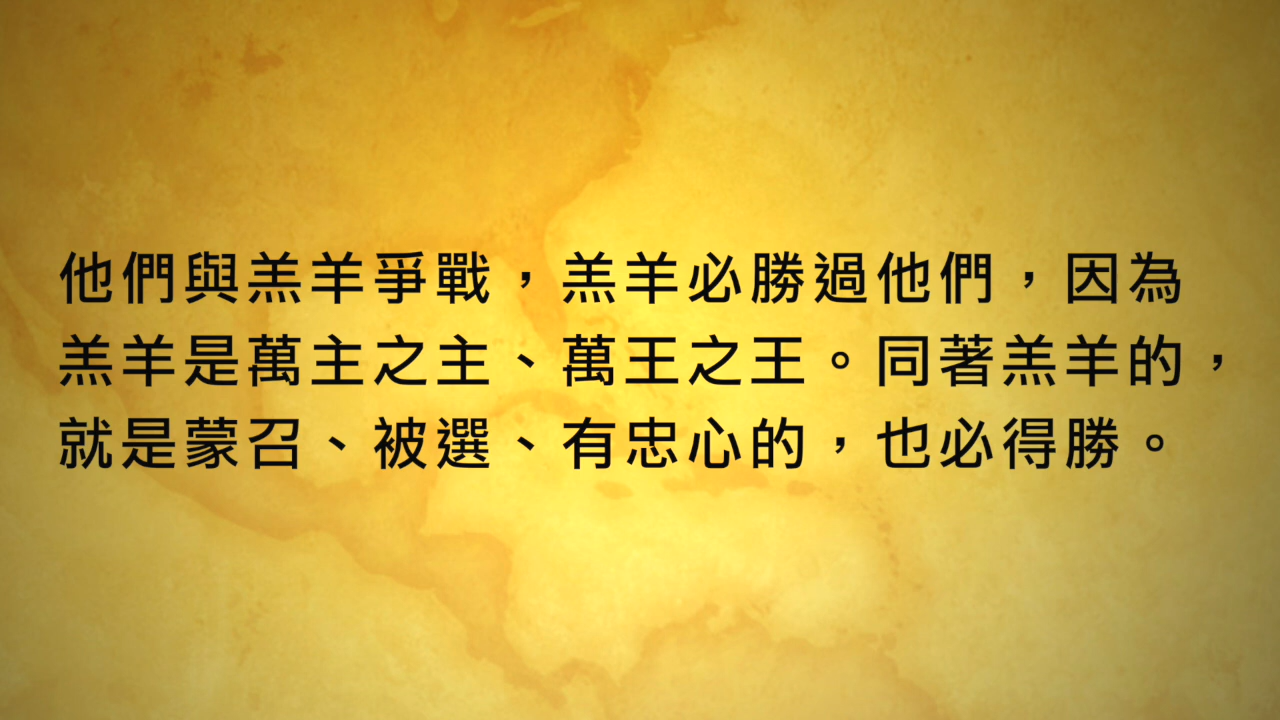 他們與羔羊爭戰，羔羊必勝過他們，因為
羔羊是萬主之主、萬王之王。同著羔羊的，
就是蒙召、被選、有忠心的，也必得勝。